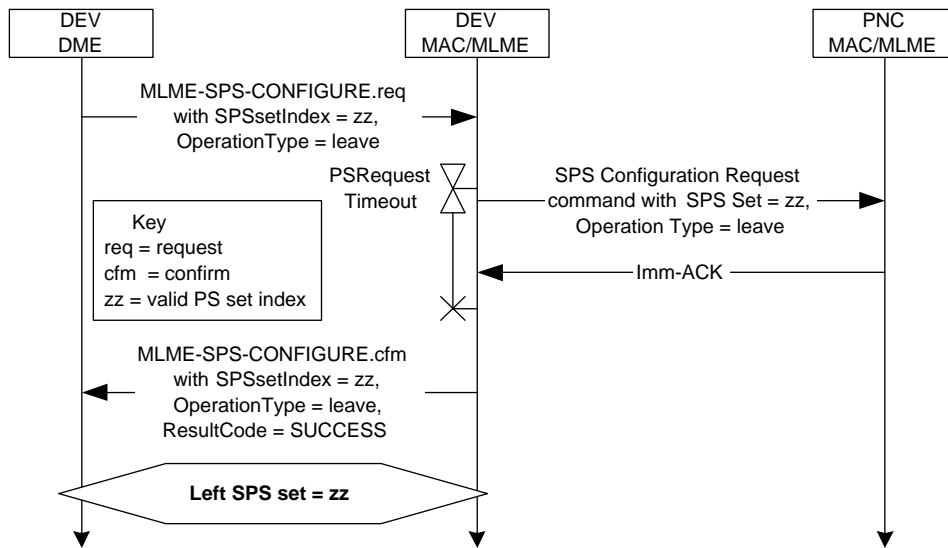 DEV
DME
DEV
MAC/MLME
PNC
MAC/MLME
MLME-SPS-CONFIGURE.req
with SPSsetIndex = zz,
OperationType = leave
PSRequest
Timeout
SPS Configuration Request
command with SPS Set = zz,
Operation Type = leave
Key
req = request
cfm = confirm
zz = valid PS set index
Imm-ACK
MLME-SPS-CONFIGURE.cfm
with SPSsetIndex = zz,
OperationType = leave,
ResultCode = SUCCESS
Left SPS set = zz